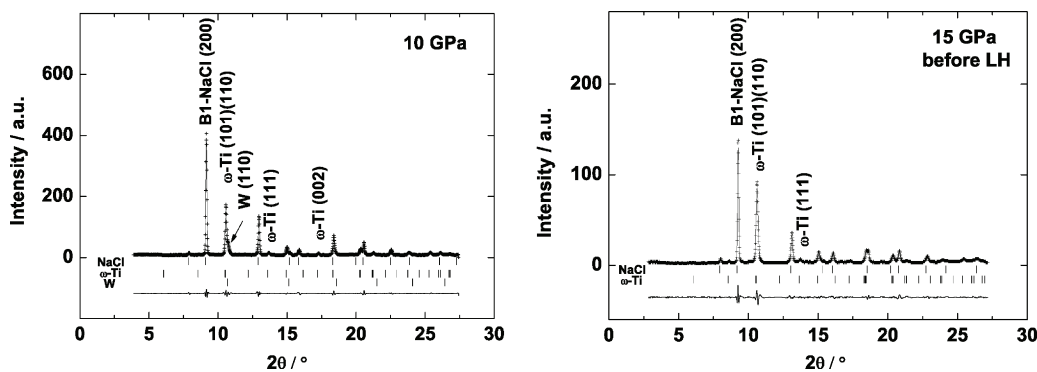 10 GPa
B1-NaCl (200)
ω-Ti (101)(110)
W (110)
ω-Ti (111)
ω-Ti (002)
Intensity / a.u.
600
400
200
0
NaCl
ω-Ti
W
0 5 10 15 20 25 30
2θ / °
15 GPa
before LH
B1-NaCl (200)
ω-Ti (101)(110)
ω-Ti (111)
Intensity / a.u.
200
100
0
NaCl
ω-Ti
0 5 10 15 20 25 30
2θ / °